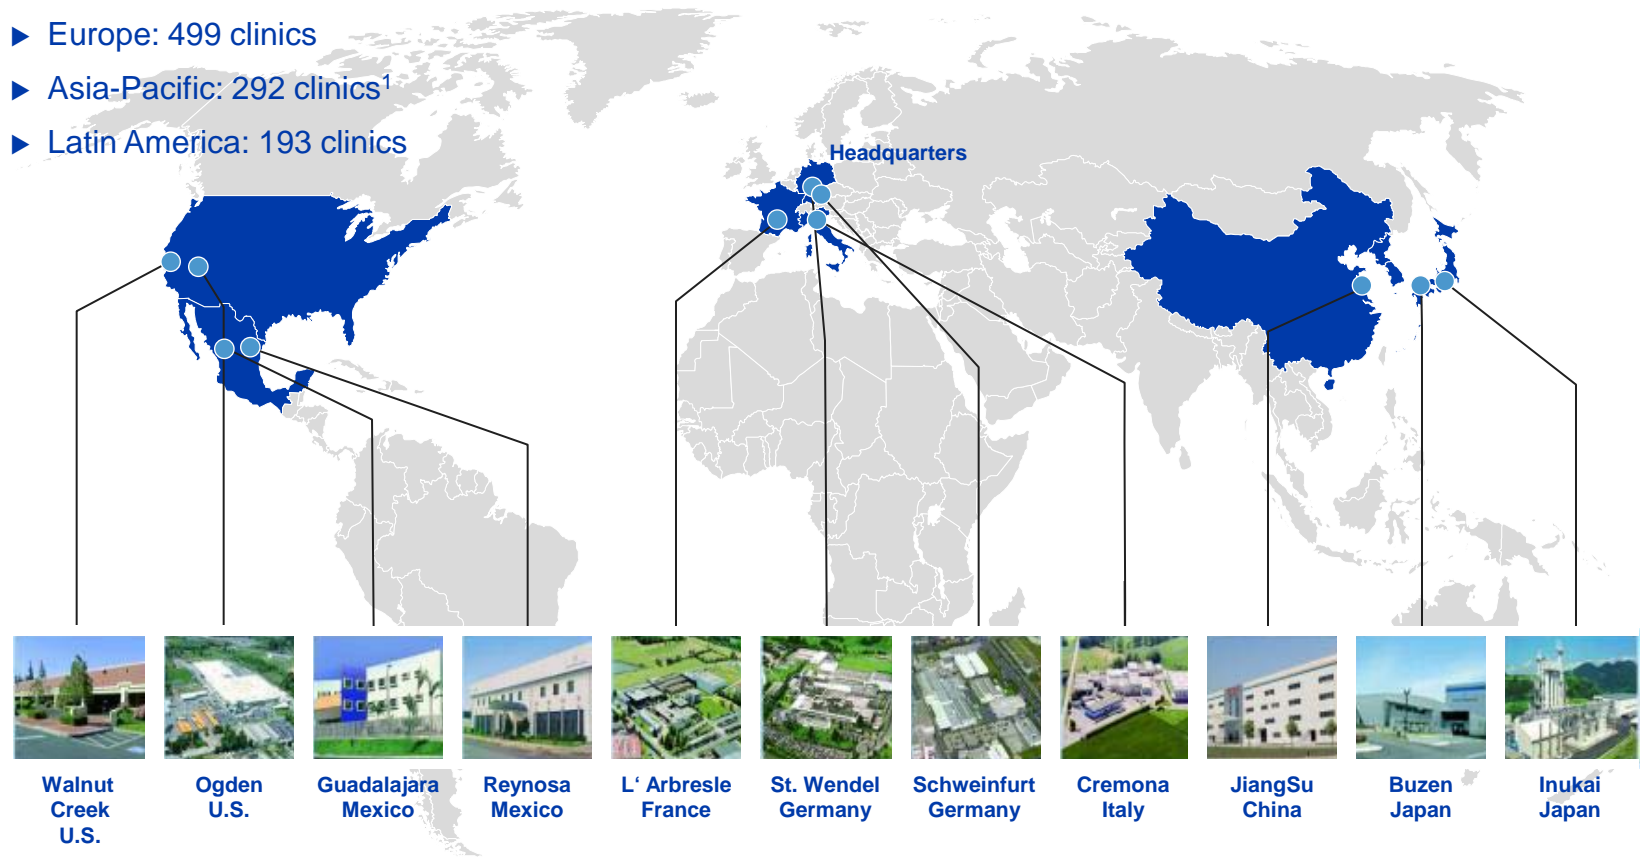 ► Europe: 499 clinics
► Asia-Pacific: 292 clinics¹
► Latin America: 193 clinics
Headquarters
Walnut
Creek
U.S.
Ogden
U.S.
Guadalajara
Mexico
Reynosa
Mexico
L‘ Arbresle
France
St. Wendel
Germany
Schweinfurt
Germany
Cremona
Italy
JiangSu
China
Buzen
Japan
Inukai
Japan